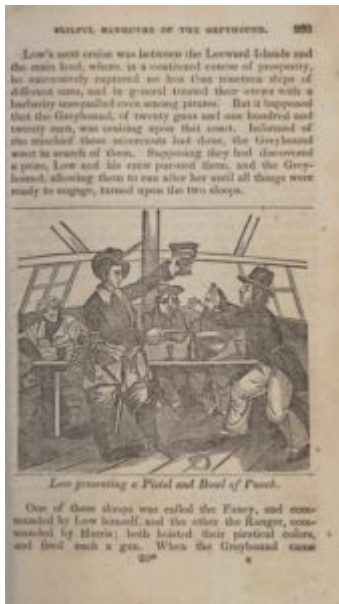 SKILFUL MANEUVRE OF THE GREYHOUND.
Low's next cruise was between the Leeward Islands and
the main land, where, in a continued course of prosperity,
he successively captured no less than nineteen ships of
different sizes, and in general treated their crews with a
barbarity unequalled even among pirates. But it happened
that the Greyhound, of twenty guns and one hundred and
twenty men, was cruising upon that coast. Informed of
the mischief these miscreants had done, the Greyhound
went in search of them. Supposing they had discovered
a prize, Low and his crew pursued them, and the Grey-
hound, allowing them to run after her until all things were
ready to engage, turned upon the two sloops.
Low presenting a Pistol and Bowl of Punch.
One of these sloops was called the Fancy, and com-
manded by Low himself, and the other the Ranger, com-
manded by Harris; both hoisted their piratical colors,
and fired each a gun. When the Greyhound came
20*